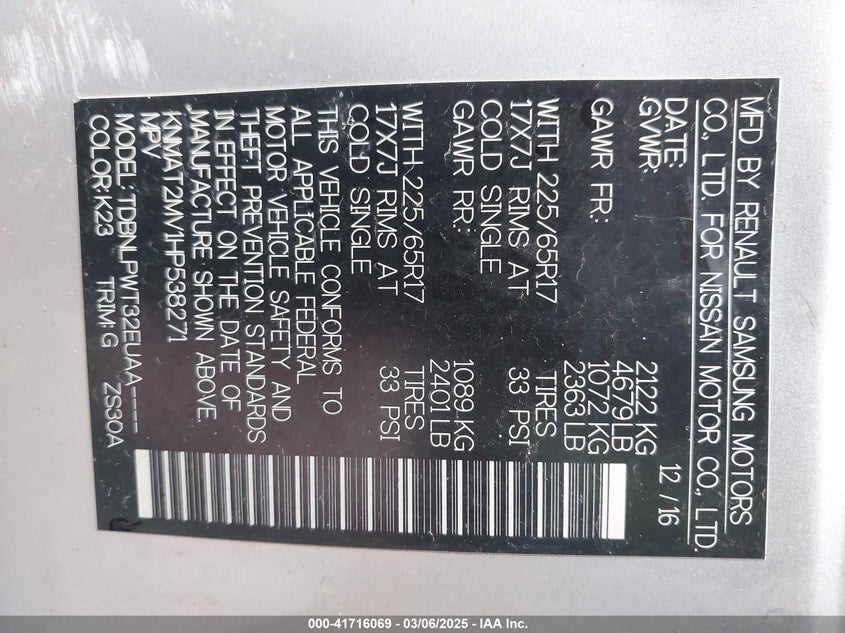 MFD BY RENAULT SAMSUNG MOTORS
CO., LTD. FOR NISSAN MOTOR CO., LTD.
DATE: 12 / 16
GVWR: 2122 KG
4679 LB
GAWR FR: 1072 KG
2363 LB
WITH 225/65R17 TIRES
17X7J RIMS AT 33 PSI
COLD SINGLE
GAWR RR: 1089 KG
2401 LB
WITH 225/65R17 TIRES
17X7J RIMS AT 33 PSI
COLD SINGLE
THIS VEHICLE CONFORMS TO
ALL APPLICABLE FEDERAL
MOTOR VEHICLE SAFETY AND
THEFT PREVENTION STANDARDS
IN EFFECT ON THE DATE OF
MANUFACTURE SHOWN ABOVE.
KNMAT2MV1HP538271
MPV
MODEL: TDBNLPWT32EUAA----
COLOR:K23 TRIM:G ZS30A
000-41716069 - 03/06/2025 - IAA Inc.